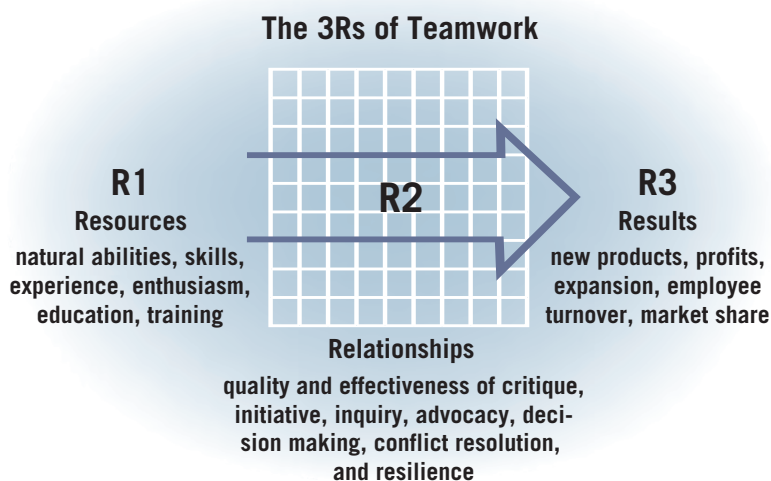 The 3Rs of Teamwork
R1
Resources
natural abilities, skills,
experience, enthusiasm,
education, training
R2
Relationships
quality and effectiveness of critique,
initiative, inquiry, advocacy, deci-
sion making, conflict resolution,
and resilience
R3
Results
new products, profits,
expansion, employee
turnover, market share